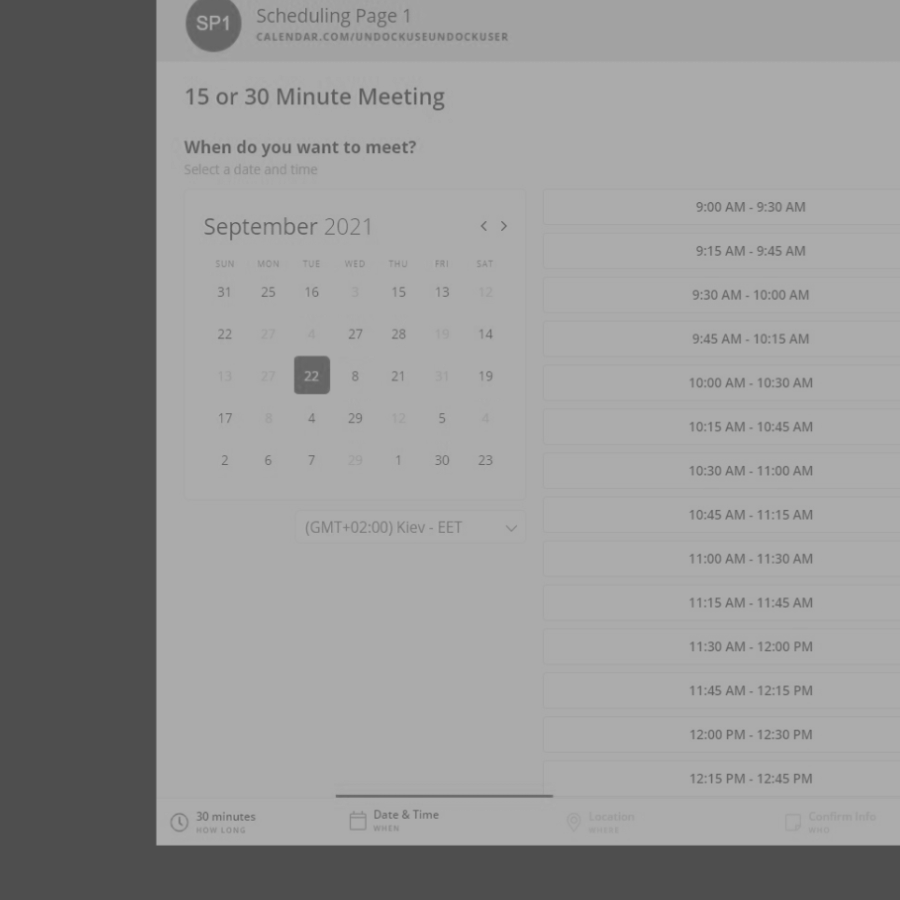 SP1
Scheduling Page 1
CALENDAR.COM/UNDOCKUSEUNDOCKUSER
15 or 30 Minute Meeting
When do you want to meet?
Select a date and time
September 2021 < >
SUN MON TUE WED THU FRI SAT
31 25 16 3 15 13 12
22 27 4 27 28 19 14
13 27 22 8 21 31 19
17 8 4 29 12 5 4
2 6 7 29 1 30 23
(GMT+02:00) Kiev - EET
9:00 AM - 9:30 AM
9:15 AM - 9:45 AM
9:30 AM - 10:00 AM
9:45 AM - 10:15 AM
10:00 AM - 10:30 AM
10:15 AM - 10:45 AM
10:30 AM - 11:00 AM
10:45 AM - 11:15 AM
11:00 AM - 11:30 AM
11:15 AM - 11:45 AM
11:30 AM - 12:00 PM
11:45 AM - 12:15 PM
12:00 PM - 12:30 PM
12:15 PM - 12:45 PM
30 minutes
HOW LONG
Date & Time
WHEN
Location
WHERE
Confirm Info
WHO